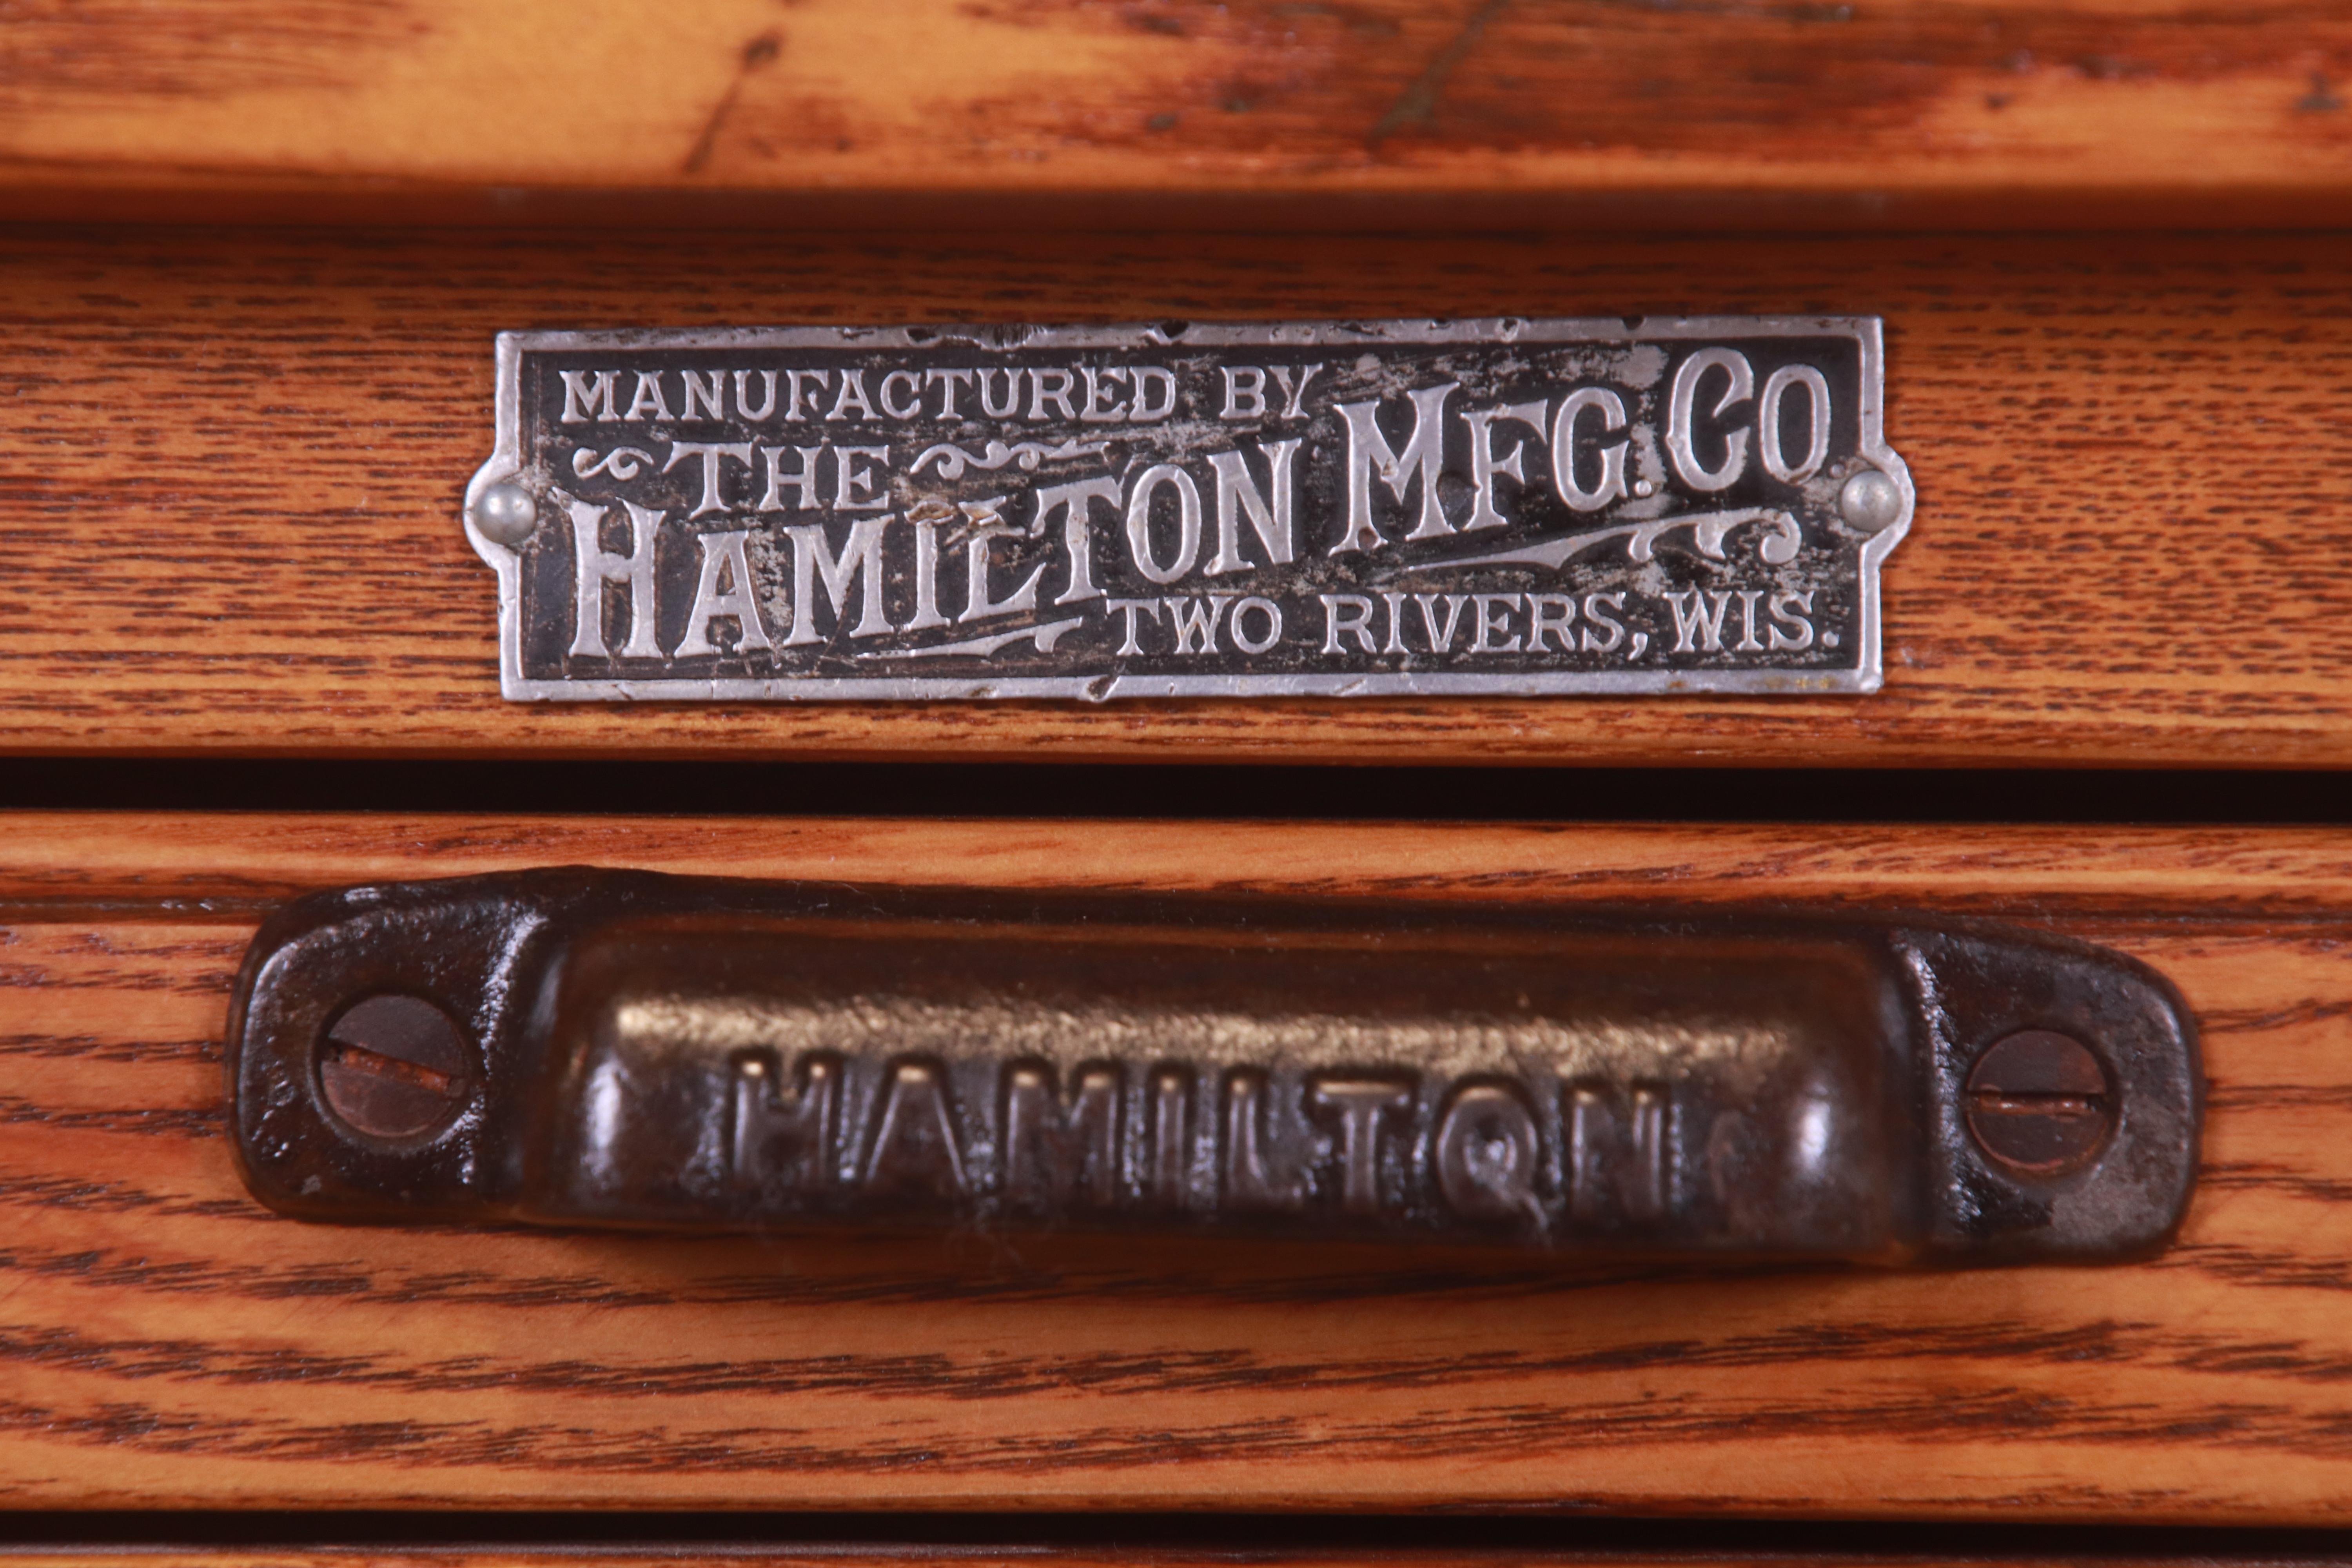 MANUFACTURED BY
THE
HAMILTON MFG. CO
TWO RIVERS, WIS.
HAMILTON